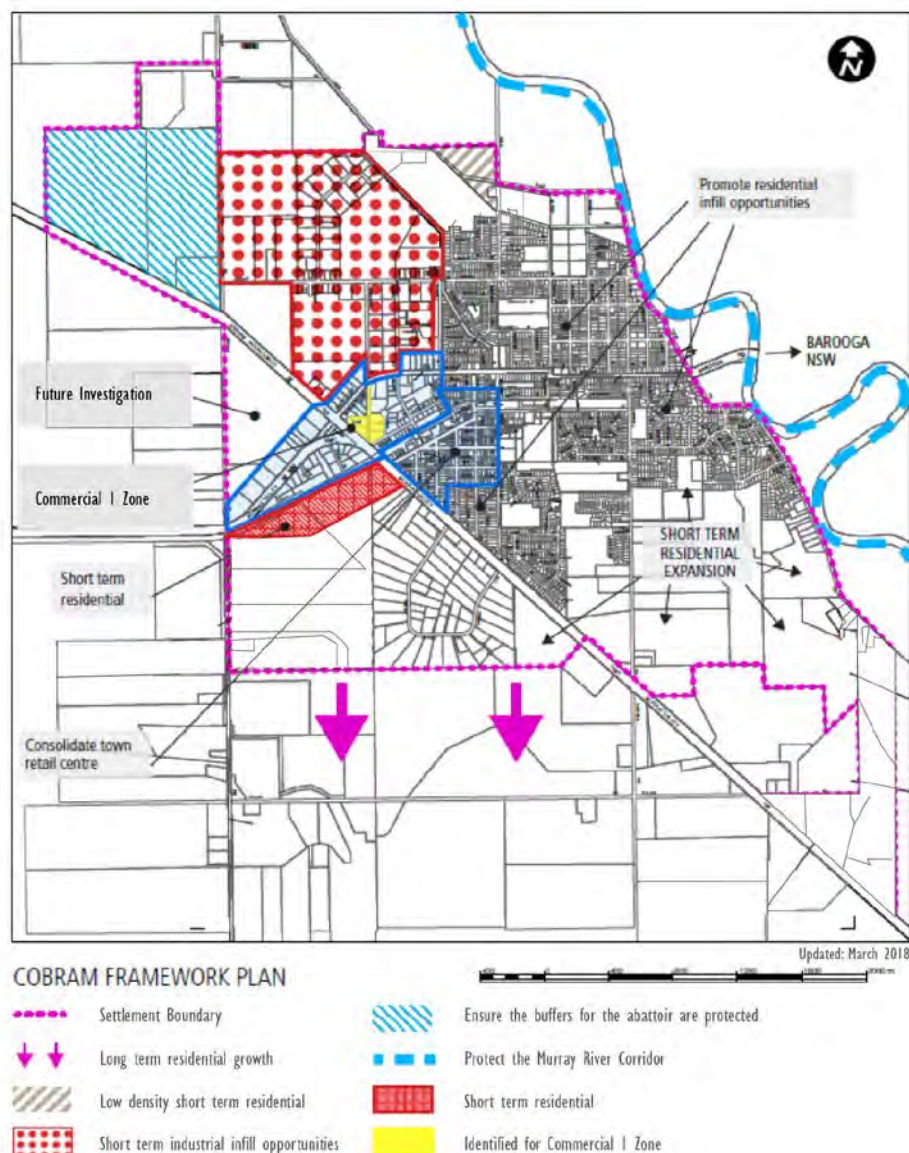 N
Promote residential
infill opportunities
BAROOGA
NSW
Future Investigation
Commercial 1 Zone
Short term
residential
SHORT TERM
RESIDENTIAL
EXPANSION
Consolidate town
retail centre
Updated: March 2018
COBRAM FRAMEWORK PLAN
Settlement Boundary
Long term residential growth
Low density short term residential
Short term industrial infill opportunities
Ensure the buffers for the abattoir are protected
Protect the Murray River Corridor
Short term residential
Identified for Commercial 1 Zone